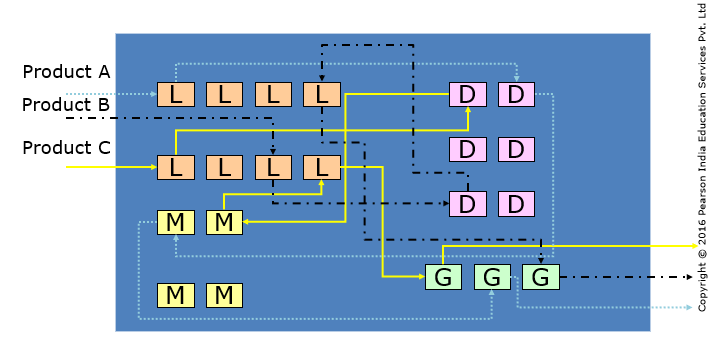 Product A
L L L L D D
Product B
D D
Product C
L L L L
D D
M M
G G G
M M
Copyright © 2016 Pearson India Education Services Pvt. Ltd